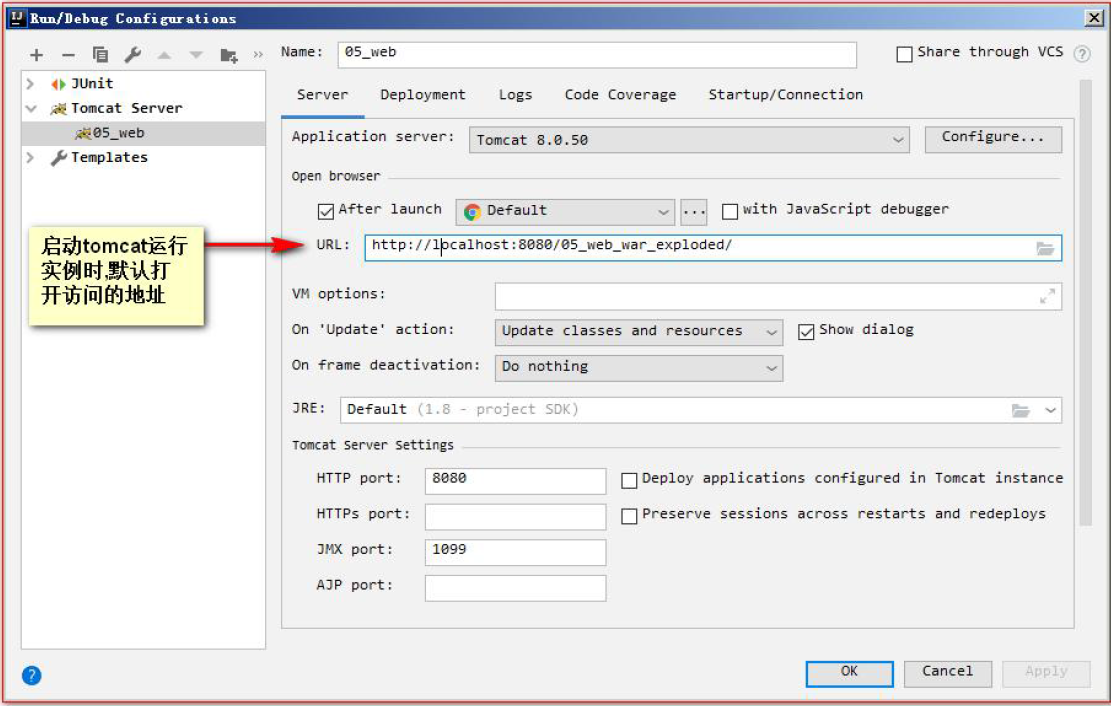 Run/Debug Configurations
Name: 05_web
Share through VCS
JUnit
Tomcat Server
05_web
Templates
Server Deployment Logs Code Coverage Startup/Connection
Application server: Tomcat 8.0.50 Configure...
Open browser
After launch Default ... with JavaScript debugger
URL: http://localhost:8080/05_web_war_exploded/
启动tomcat运行
实例时,默认打
开访问的地址
VM options:
On 'Update' action: Update classes and resources Show dialog
On frame deactivation: Do nothing
JRE: Default (1.8 - project SDK)
Tomcat Server Settings
HTTP port: 8080 Deploy applications configured in Tomcat instance
HTTPs port: Preserve sessions across restarts and redeploys
JMX port: 1099
AJP port:
OK Cancel Apply